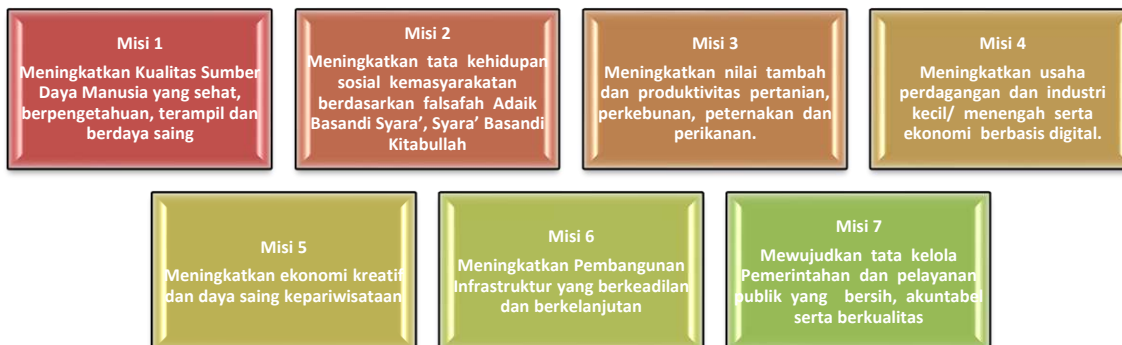 Misi 1
Meningkatkan Kualitas Sumber
Daya Manusia yang sehat,
berpengetahuan, terampil dan
berdaya saing
Misi 2
Meningkatkan tata kehidupan
sosial kemasyarakatan
berdasarkan falsafah Adaik
Basandi Syara’, Syara’ Basandi
Kitabullah
Misi 3
Meningkatkan nilai tambah
dan produktivitas pertanian,
perkebunan, peternakan dan
perikanan.
Misi 4
Meningkatkan usaha
perdagangan dan industri
kecil/ menengah serta
ekonomi berbasis digital.
Misi 5
Meningkatkan ekonomi kreatif
dan daya saing kepariwisataan
Misi 6
Meningkatkan Pembangunan
Infrastruktur yang berkeadilan
dan berkelanjutan
Misi 7
Mewujudkan tata kelola
Pemerintahan dan pelayanan
publik yang bersih, akuntabel
serta berkualitas